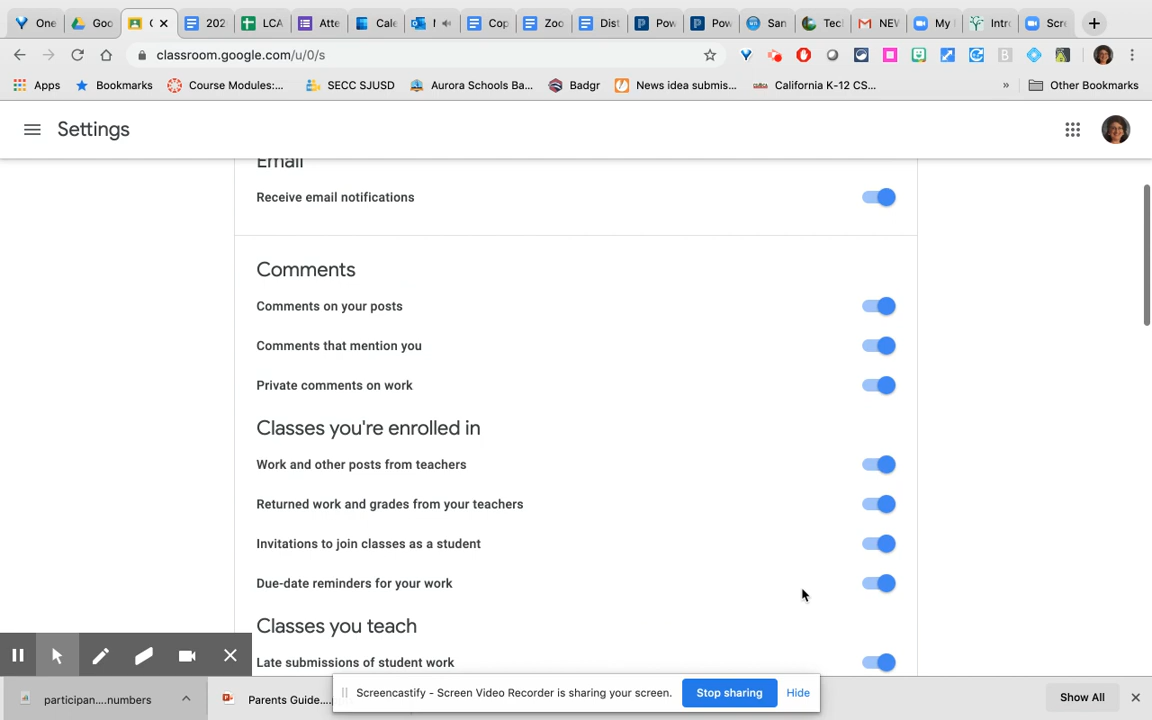 One
Goo
202
LCA
Atte
Cale
Cop
Zoo
Dist
Pow
Pow
San
Tec
NEV
My
Intro
Scre
classroom.google.com/u/0/s
Apps
Bookmarks
Course Modules:...
SECC SJUSD
Aurora Schools Ba...
Badgr
News idea submis...
California K-12 CS...
»
Other Bookmarks
Settings
Email
Receive email notifications
Comments
Comments on your posts
Comments that mention you
Private comments on work
Classes you're enrolled in
Work and other posts from teachers
Returned work and grades from your teachers
Invitations to join classes as a student
Due-date reminders for your work
Classes you teach
Late submissions of student work
participan....numbers
Parents Guide....
Screencastify - Screen Video Recorder is sharing your screen.
Stop sharing
Hide
Show All